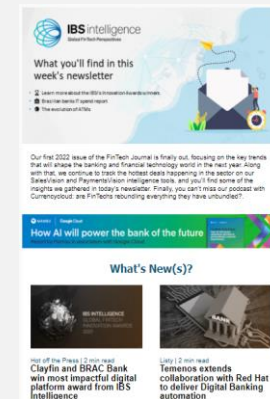 IBS intelligence
Global FinTech Perspectives
What you'll find in this
week's newsletter
Learn more about the IBSi Innovation Awards winners
Brazilian banks IT spend report
The evolution of ATMs
Our first 2022 issue of the FinTech Journal is finally out, focusing on the key trends
that will shape the banking and financial technology world in the next year. Along
with that, we continue to track the hottest deals happening in the sector on our
SalesVision and PaymentsVision intelligence tools, and you'll find some of the
insights we gathered in today's newsletter. Finally, you can't miss our podcast with
Currencycloud: are FinTechs rebundling everything they have unbundled?
Google Cloud
How AI will power the bank of the future
What's New(s)?
IBS INTELLIGENCE
GLOBAL FINTECH
INNOVATION AWARDS
Hot off the Press | 2 min read
Clayfin and BRAC Bank
win most impactful digital
platform award from IBS
Intelligence
Listy | 2 min read
Temenos extends
collaboration with Red Hat
to deliver Digital Banking
automation